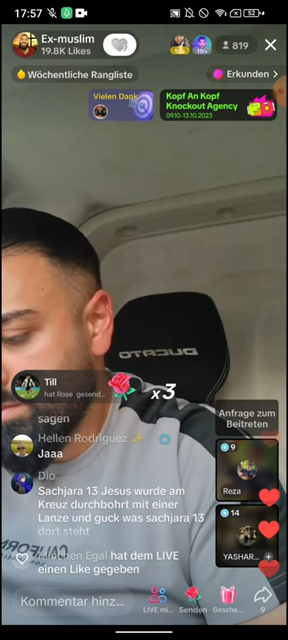 17:57
52
Ex-muslim
19.8K Likes
10+
819
Wöchentliche Rangliste
Erkunden >
Vielen Dank
Kopf An Kopf
Knockout Agency
09.10-13.10.2023
DUCATO
Till
hat Rose gesend...
x3
sagen
Hellen Rodriguez
Jaaa
Dio
Sachjara 13 Jesus wurde am
Kreuz durchbohrt mit einer
Lanze und guck was sachjara 13
dort steht
Egal hat dem LIVE
einen Like gegeben
Anfrage zum
Beitreten
9
Reza
14
YASHAR...
Kommentar hinz...
LIVE mi...
Senden
Gesche...
9